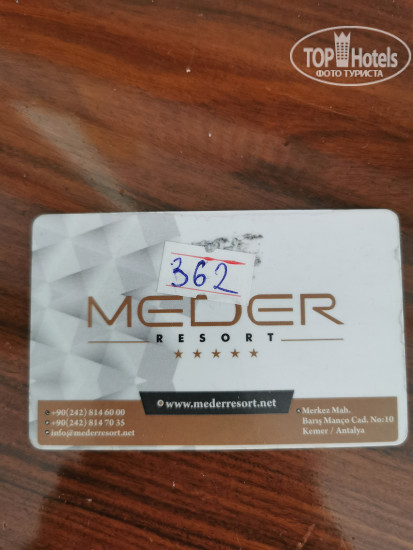 TOP Hotels
ФОТО ТУРИСТА
362
MEDER
RESORT
www.mederresort.net
+90(242) 814 60 00
+90(242) 814 70 35
info@mederresort.net
Merkez Mah.
Barış Manço Cad. No:10
Kemer / Antalya